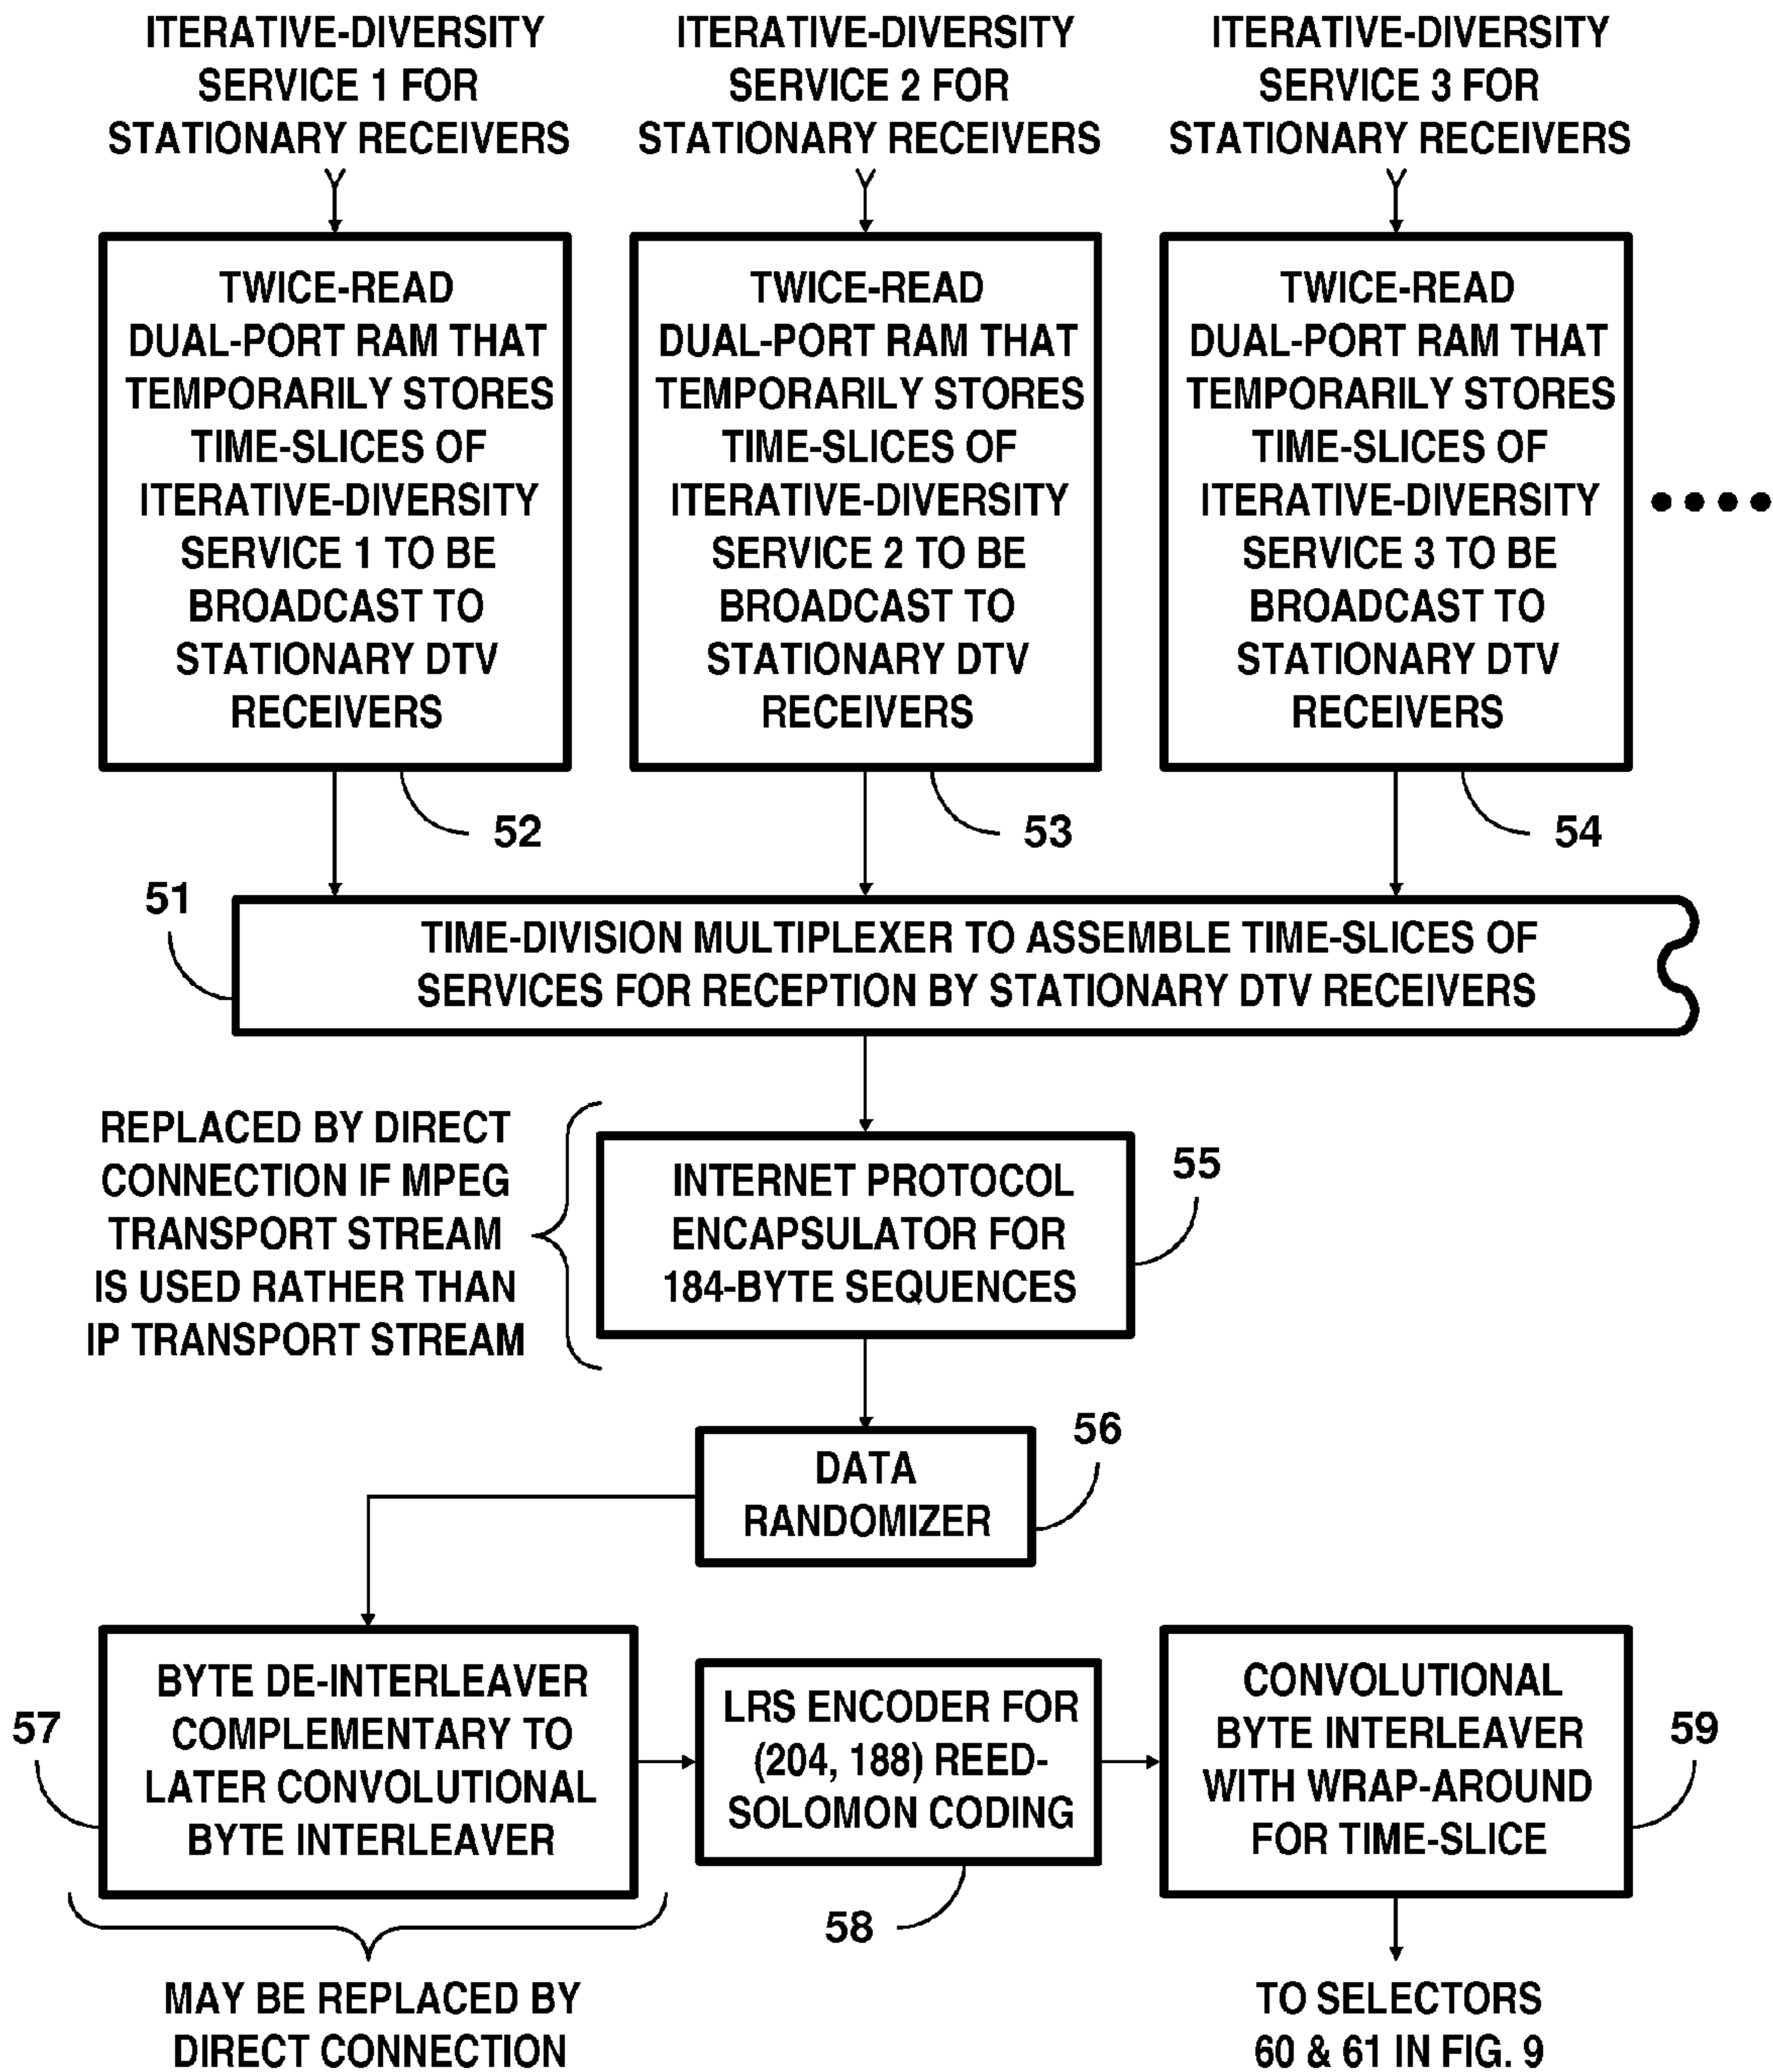 ITERATIVE-DIVERSITY
SERVICE 1 FOR
STATIONARY RECEIVERS
ITERATIVE-DIVERSITY
SERVICE 2 FOR
STATIONARY RECEIVERS
ITERATIVE-DIVERSITY
SERVICE 3 FOR
STATIONARY RECEIVERS
TWICE-READ
DUAL-PORT RAM THAT
TEMPORARILY STORES
TIME-SLICES OF
ITERATIVE-DIVERSITY
SERVICE 1 TO BE
BROADCAST TO
STATIONARY DTV
RECEIVERS
TWICE-READ
DUAL-PORT RAM THAT
TEMPORARILY STORES
TIME-SLICES OF
ITERATIVE-DIVERSITY
SERVICE 2 TO BE
BROADCAST TO
STATIONARY DTV
RECEIVERS
TWICE-READ
DUAL-PORT RAM THAT
TEMPORARILY STORES
TIME-SLICES OF
ITERATIVE-DIVERSITY
SERVICE 3 TO BE
BROADCAST TO
STATIONARY DTV
RECEIVERS
52
53
54
51
TIME-DIVISION MULTIPLEXER TO ASSEMBLE TIME-SLICES OF
SERVICES FOR RECEPTION BY STATIONARY DTV RECEIVERS
REPLACED BY DIRECT
CONNECTION IF MPEG
TRANSPORT STREAM
IS USED RATHER THAN
IP TRANSPORT STREAM
INTERNET PROTOCOL
ENCAPSULATOR FOR
184-BYTE SEQUENCES
55
DATA
RANDOMIZER
56
57
BYTE DE-INTERLEAVER
COMPLEMENTARY TO
LATER CONVOLUTIONAL
BYTE INTERLEAVER
LRS ENCODER FOR
(204, 188) REED-
SOLOMON CODING
58
CONVOLUTIONAL
BYTE INTERLEAVER
WITH WRAP-AROUND
FOR TIME-SLICE
59
MAY BE REPLACED BY
DIRECT CONNECTION
TO SELECTORS
60 & 61 IN FIG. 9